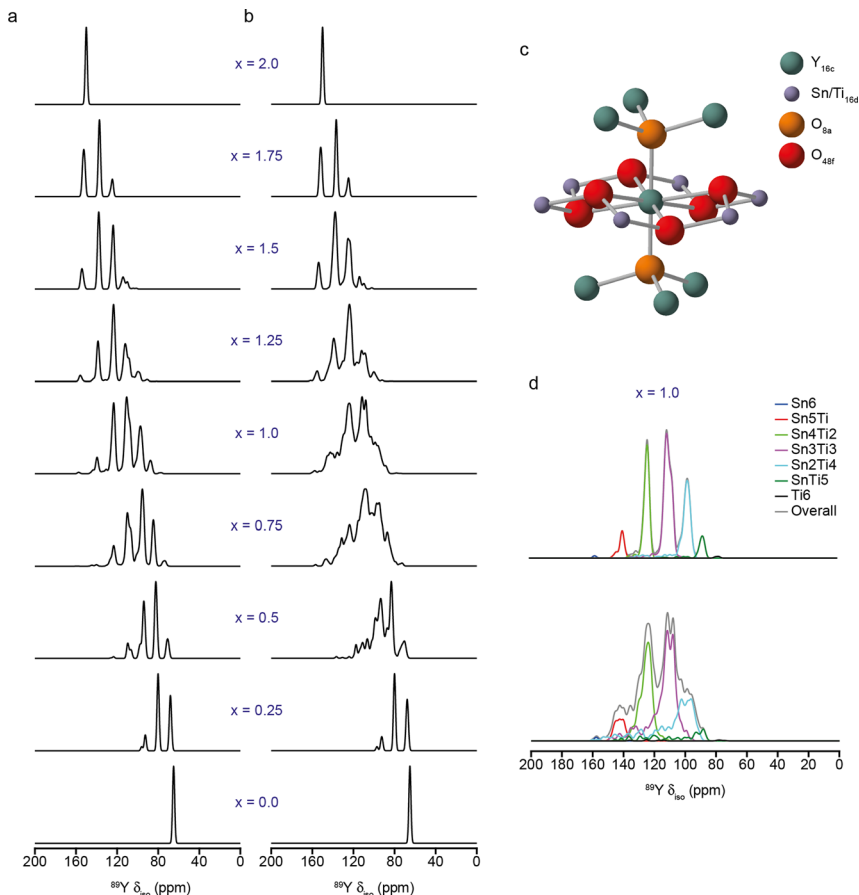 a
b
c
d
x = 2.0
x = 1.75
x = 1.5
x = 1.25
x = 1.0
x = 0.75
x = 0.5
x = 0.25
x = 0.0
200 160 120 80 40 0
⁸⁹Y δiso (ppm)
200 160 120 80 40 0
⁸⁹Y δiso (ppm)
Y16c
Sn/Ti16d
O8a
O48f
x = 1.0
Sn6
Sn5Ti
Sn4Ti2
Sn3Ti3
Sn2Ti4
SnTi5
Ti6
Overall
200 180 160 140 120 100 80 60 40 20 0
⁸⁹Y δiso (ppm)